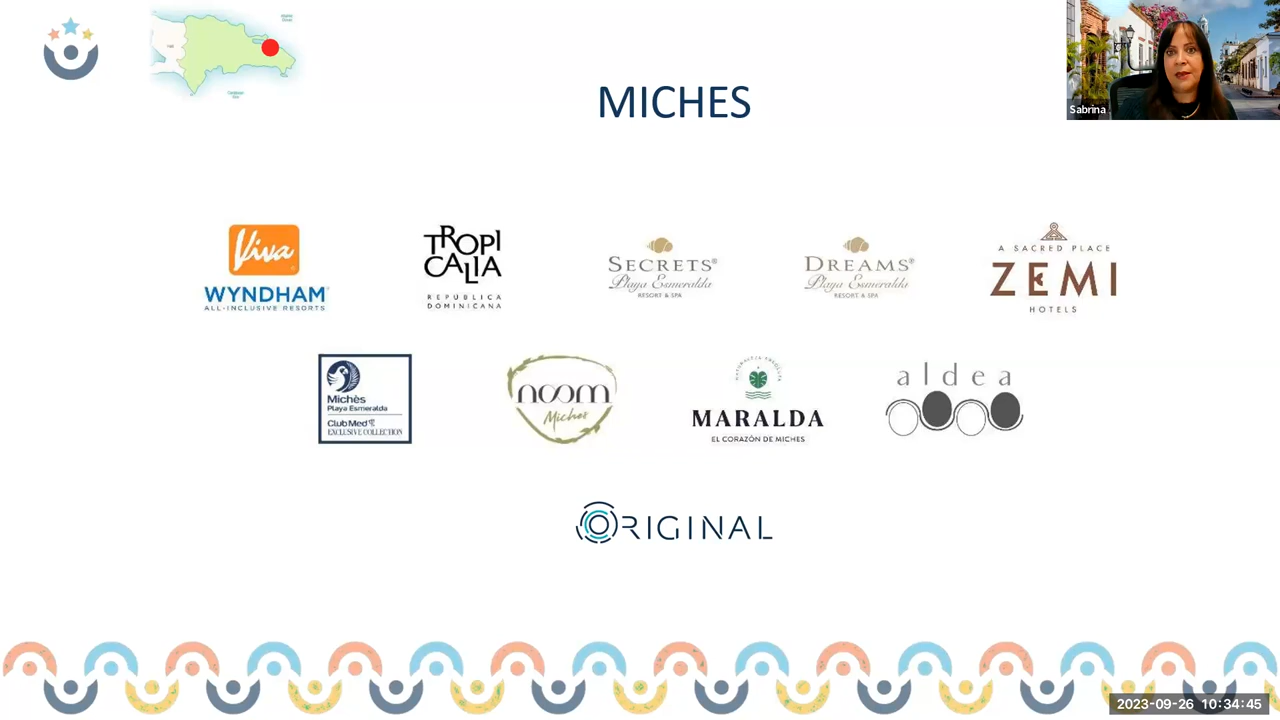 Sabrina
MICHES
Viva
WYNDHAM
ALL-INCLUSIVE RESORTS
TROPI
CALIA
REPUBLICA
DOMINICANA
SECRETS®
Playa Esmeralda
RESORT & SPA
DREAMS®
Playa Esmeralda
RESORT & SPA
A SACRED PLACE
ZEMI
HOTELS
Michès
Playa Esmeralda
Club Med
EXCLUSIVE COLLECTION
noom
Miches
MARALDA
EL CORAZÓN DE MICHES
aldea
ORIGINAL
2023-09-26 10:34:45